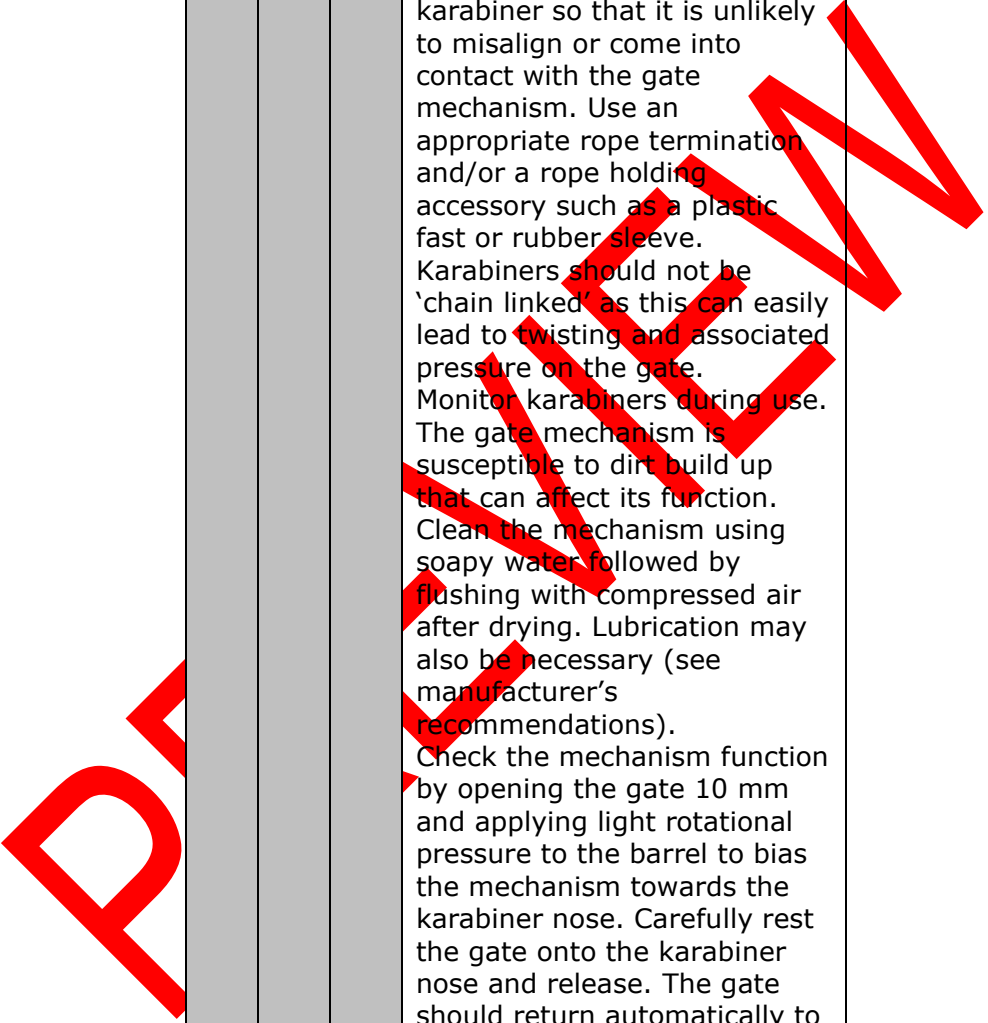 karabiner so that it is unlikely
to misalign or come into
contact with the gate
mechanism. Use an
appropriate rope termination
and/or a rope holding
accessory such as a plastic
fast or rubber sleeve.
Karabiners should not be
‘chain linked’ as this can easily
lead to twisting and associated
pressure on the gate.
Monitor karabiners during use.
The gate mechanism is
susceptible to dirt build up
that can affect its function.
Clean the mechanism using
soapy water followed by
flushing with compressed air
after drying. Lubrication may
also be necessary (see
manufacturer’s
recommendations).
Check the mechanism function
by opening the gate 10 mm
and applying light rotational
pressure to the barrel to bias
the mechanism towards the
karabiner nose. Carefully rest
the gate onto the karabiner
nose and release. The gate
should return automatically to
PREVIEW